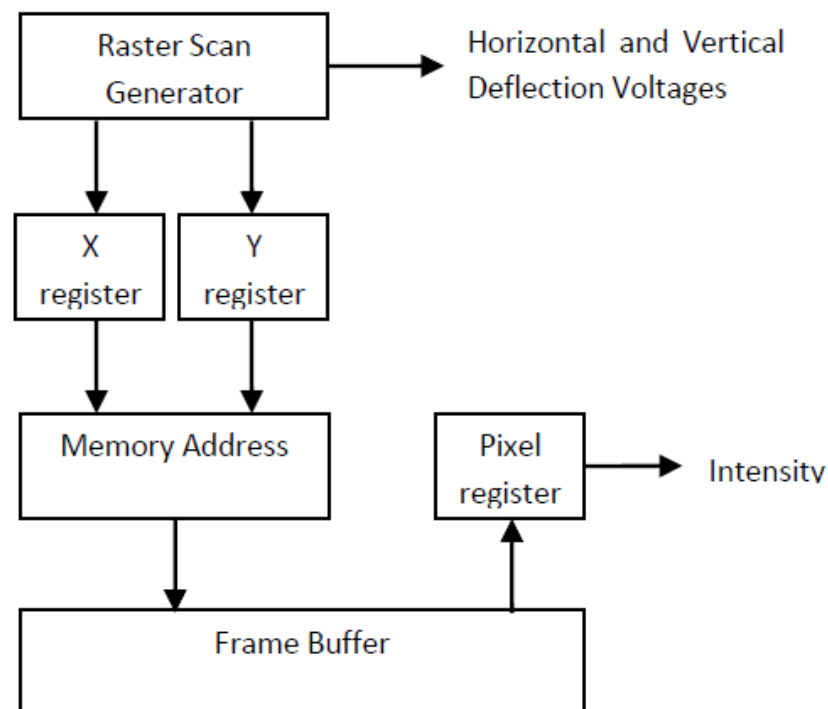 Raster Scan
Generator
Horizontal and Vertical
Deflection Voltages
X
register
Y
register
Memory Address
Pixel
register
Intensity
Frame Buffer